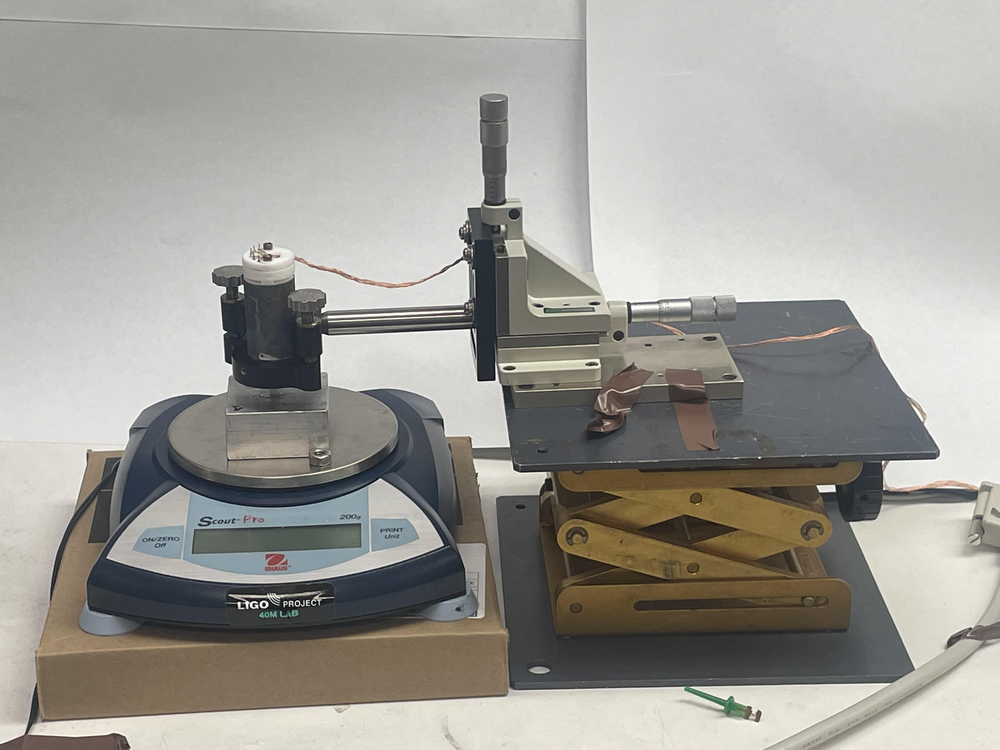 Scout-Pro
200g
ON/ZERO
Off
PRINT
Unit
OHAUS
LIGO PROJECT
40M LAB